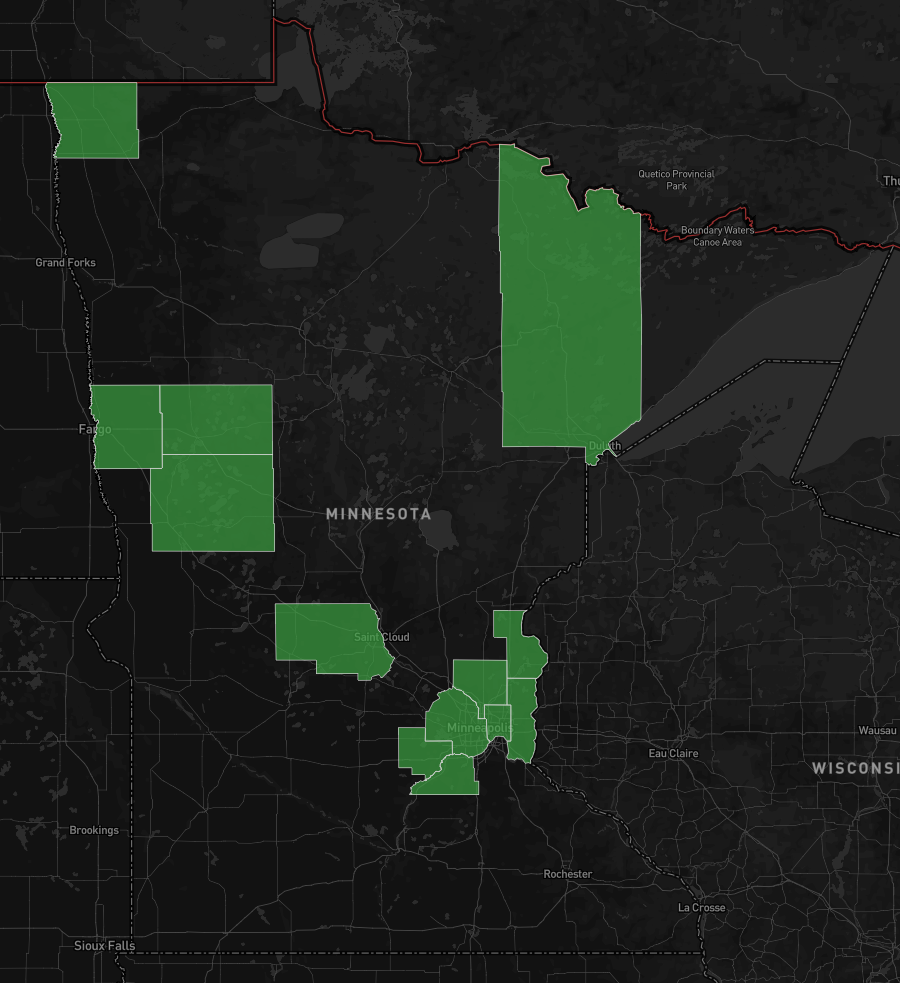 Quetico Provincial
Park
Thu
Boundary Waters
Canoe Area
Grand Forks
Fargo
Duluth
MINNESOTA
Saint Cloud
Minneapolis
Wausau
Eau Claire
WISCONSI
Brookings
Rochester
La Crosse
Sioux Falls